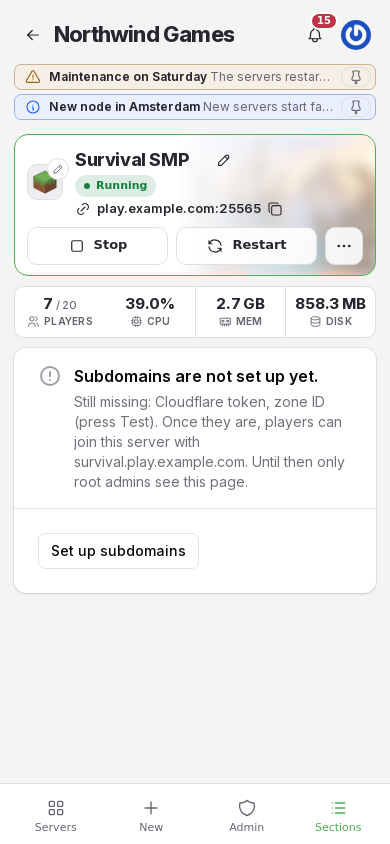 Northwind Games
15
Maintenance on Saturday The servers restar...
New node in Amsterdam New servers start fa...
Survival SMP
Running
play.example.com:25565
Stop
Restart
7 / 20
PLAYERS
39.0%
CPU
2.7 GB
MEM
858.3 MB
DISK
Subdomains are not set up yet.
Still missing: Cloudflare token, zone ID
(press Test). Once they are, players can
join this server with
survival.play.example.com. Until then only
root admins see this page.
Set up subdomains
Servers
New
Admin
Sections